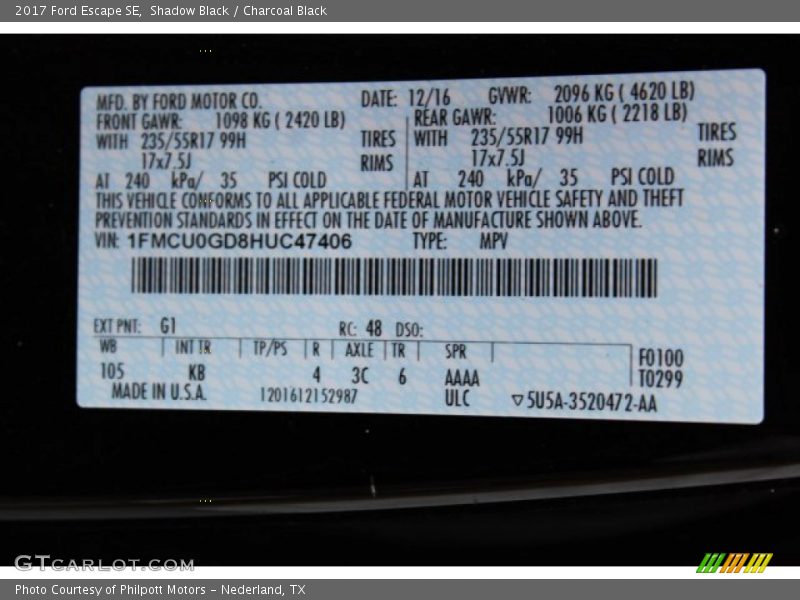 2017 Ford Escape SE,  Shadow Black / Charcoal Black
MFD. BY FORD MOTOR CO. DATE: 12/16 GVWR: 2096 KG ( 4620 LB)
FRONT GAWR: 1098 KG ( 2420 LB) REAR GAWR: 1006 KG ( 2218 LB)
WITH 235/55R17 99H TIRES WITH 235/55R17 99H TIRES
17x7.5J RIMS 17x7.5J RIMS
AT 240 kPa/ 35 PSI COLD AT 240 kPa/ 35 PSI COLD
THIS VEHICLE CONFORMS TO ALL APPLICABLE FEDERAL MOTOR VEHICLE SAFETY AND THEFT
PREVENTION STANDARDS IN EFFECT ON THE DATE OF MANUFACTURE SHOWN ABOVE.
VIN: 1FMCU0GD8HUC47406 TYPE: MPV
EXT PNT: G1 RC: 48 DSO:
WB INT TR TP/PS R AXLE TR SPR F0100
105 KB 4 3C 6 AAAA T0299
MADE IN U.S.A. 1201612152987 ULC ▽5U5A-3520472-AA
GTCARLOT.COM
Photo Courtesy of Philpott Motors – Nederland, TX